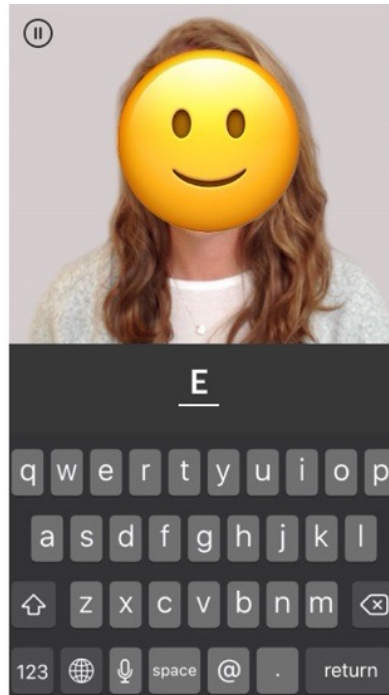 E
q w e r t y u i o p
a s d f g h j k l
z x c v b n m
123 space @ . return